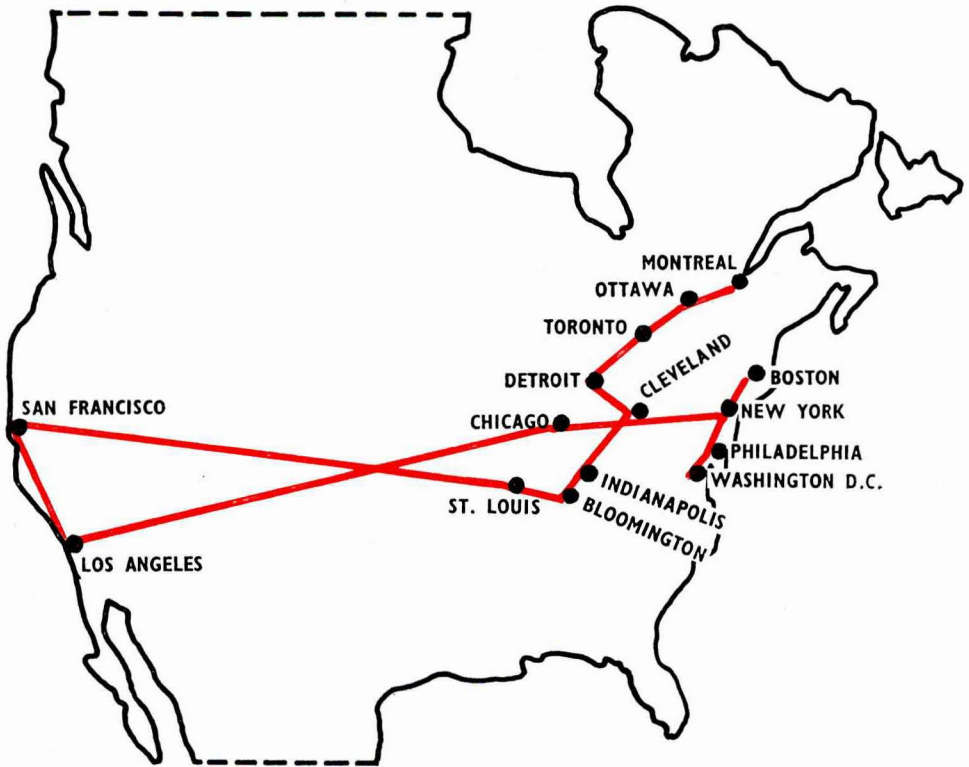 MONTREAL
OTTAWA
TORONTO
CLEVELAND
DETROIT
BOSTON
SAN FRANCISCO
CHICAGO
NEW YORK
PHILADELPHIA
INDIANAPOLIS
WASHINGTON D.C.
ST. LOUIS
BLOOMINGTON
LOS ANGELES